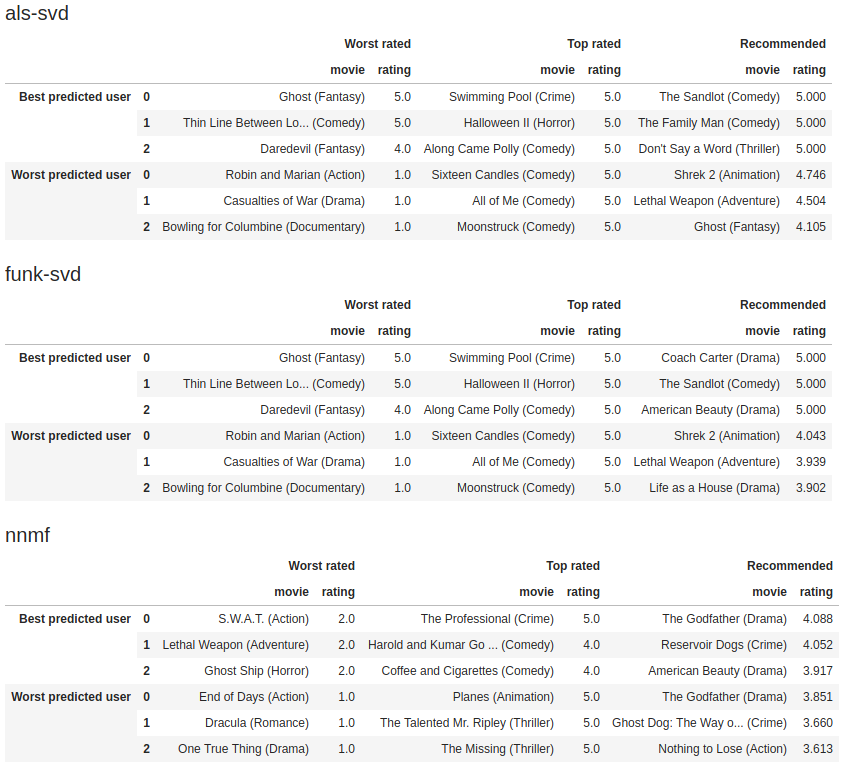 als-svd
Worst rated Top rated Recommended
movie rating movie rating movie rating
Best predicted user 0 Ghost (Fantasy) 5.0 Swimming Pool (Crime) 5.0 The Sandlot (Comedy) 5.000
1 Thin Line Between Lo... (Comedy) 5.0 Halloween II (Horror) 5.0 The Family Man (Comedy) 5.000
2 Daredevil (Fantasy) 4.0 Along Came Polly (Comedy) 5.0 Don't Say a Word (Thriller) 5.000
Worst predicted user 0 Robin and Marian (Action) 1.0 Sixteen Candles (Comedy) 5.0 Shrek 2 (Animation) 4.746
1 Casualties of War (Drama) 1.0 All of Me (Comedy) 5.0 Lethal Weapon (Adventure) 4.504
2 Bowling for Columbine (Documentary) 1.0 Moonstruck (Comedy) 5.0 Ghost (Fantasy) 4.105
funk-svd
Worst rated Top rated Recommended
movie rating movie rating movie rating
Best predicted user 0 Ghost (Fantasy) 5.0 Swimming Pool (Crime) 5.0 Coach Carter (Drama) 5.000
1 Thin Line Between Lo... (Comedy) 5.0 Halloween II (Horror) 5.0 The Sandlot (Comedy) 5.000
2 Daredevil (Fantasy) 4.0 Along Came Polly (Comedy) 5.0 American Beauty (Drama) 5.000
Worst predicted user 0 Robin and Marian (Action) 1.0 Sixteen Candles (Comedy) 5.0 Shrek 2 (Animation) 4.043
1 Casualties of War (Drama) 1.0 All of Me (Comedy) 5.0 Lethal Weapon (Adventure) 3.939
2 Bowling for Columbine (Documentary) 1.0 Moonstruck (Comedy) 5.0 Life as a House (Drama) 3.902
nnmf
Worst rated Top rated Recommended
movie rating movie rating movie rating
Best predicted user 0 S.W.A.T. (Action) 2.0 The Professional (Crime) 5.0 The Godfather (Drama) 4.088
1 Lethal Weapon (Adventure) 2.0 Harold and Kumar Go ... (Comedy) 4.0 Reservoir Dogs (Crime) 4.052
2 Ghost Ship (Horror) 2.0 Coffee and Cigarettes (Comedy) 4.0 American Beauty (Drama) 3.917
Worst predicted user 0 End of Days (Action) 1.0 Planes (Animation) 5.0 The Godfather (Drama) 3.851
1 Dracula (Romance) 1.0 The Talented Mr. Ripley (Thriller) 5.0 Ghost Dog: The Way o... (Crime) 3.660
2 One True Thing (Drama) 1.0 The Missing (Thriller) 5.0 Nothing to Lose (Action) 3.613